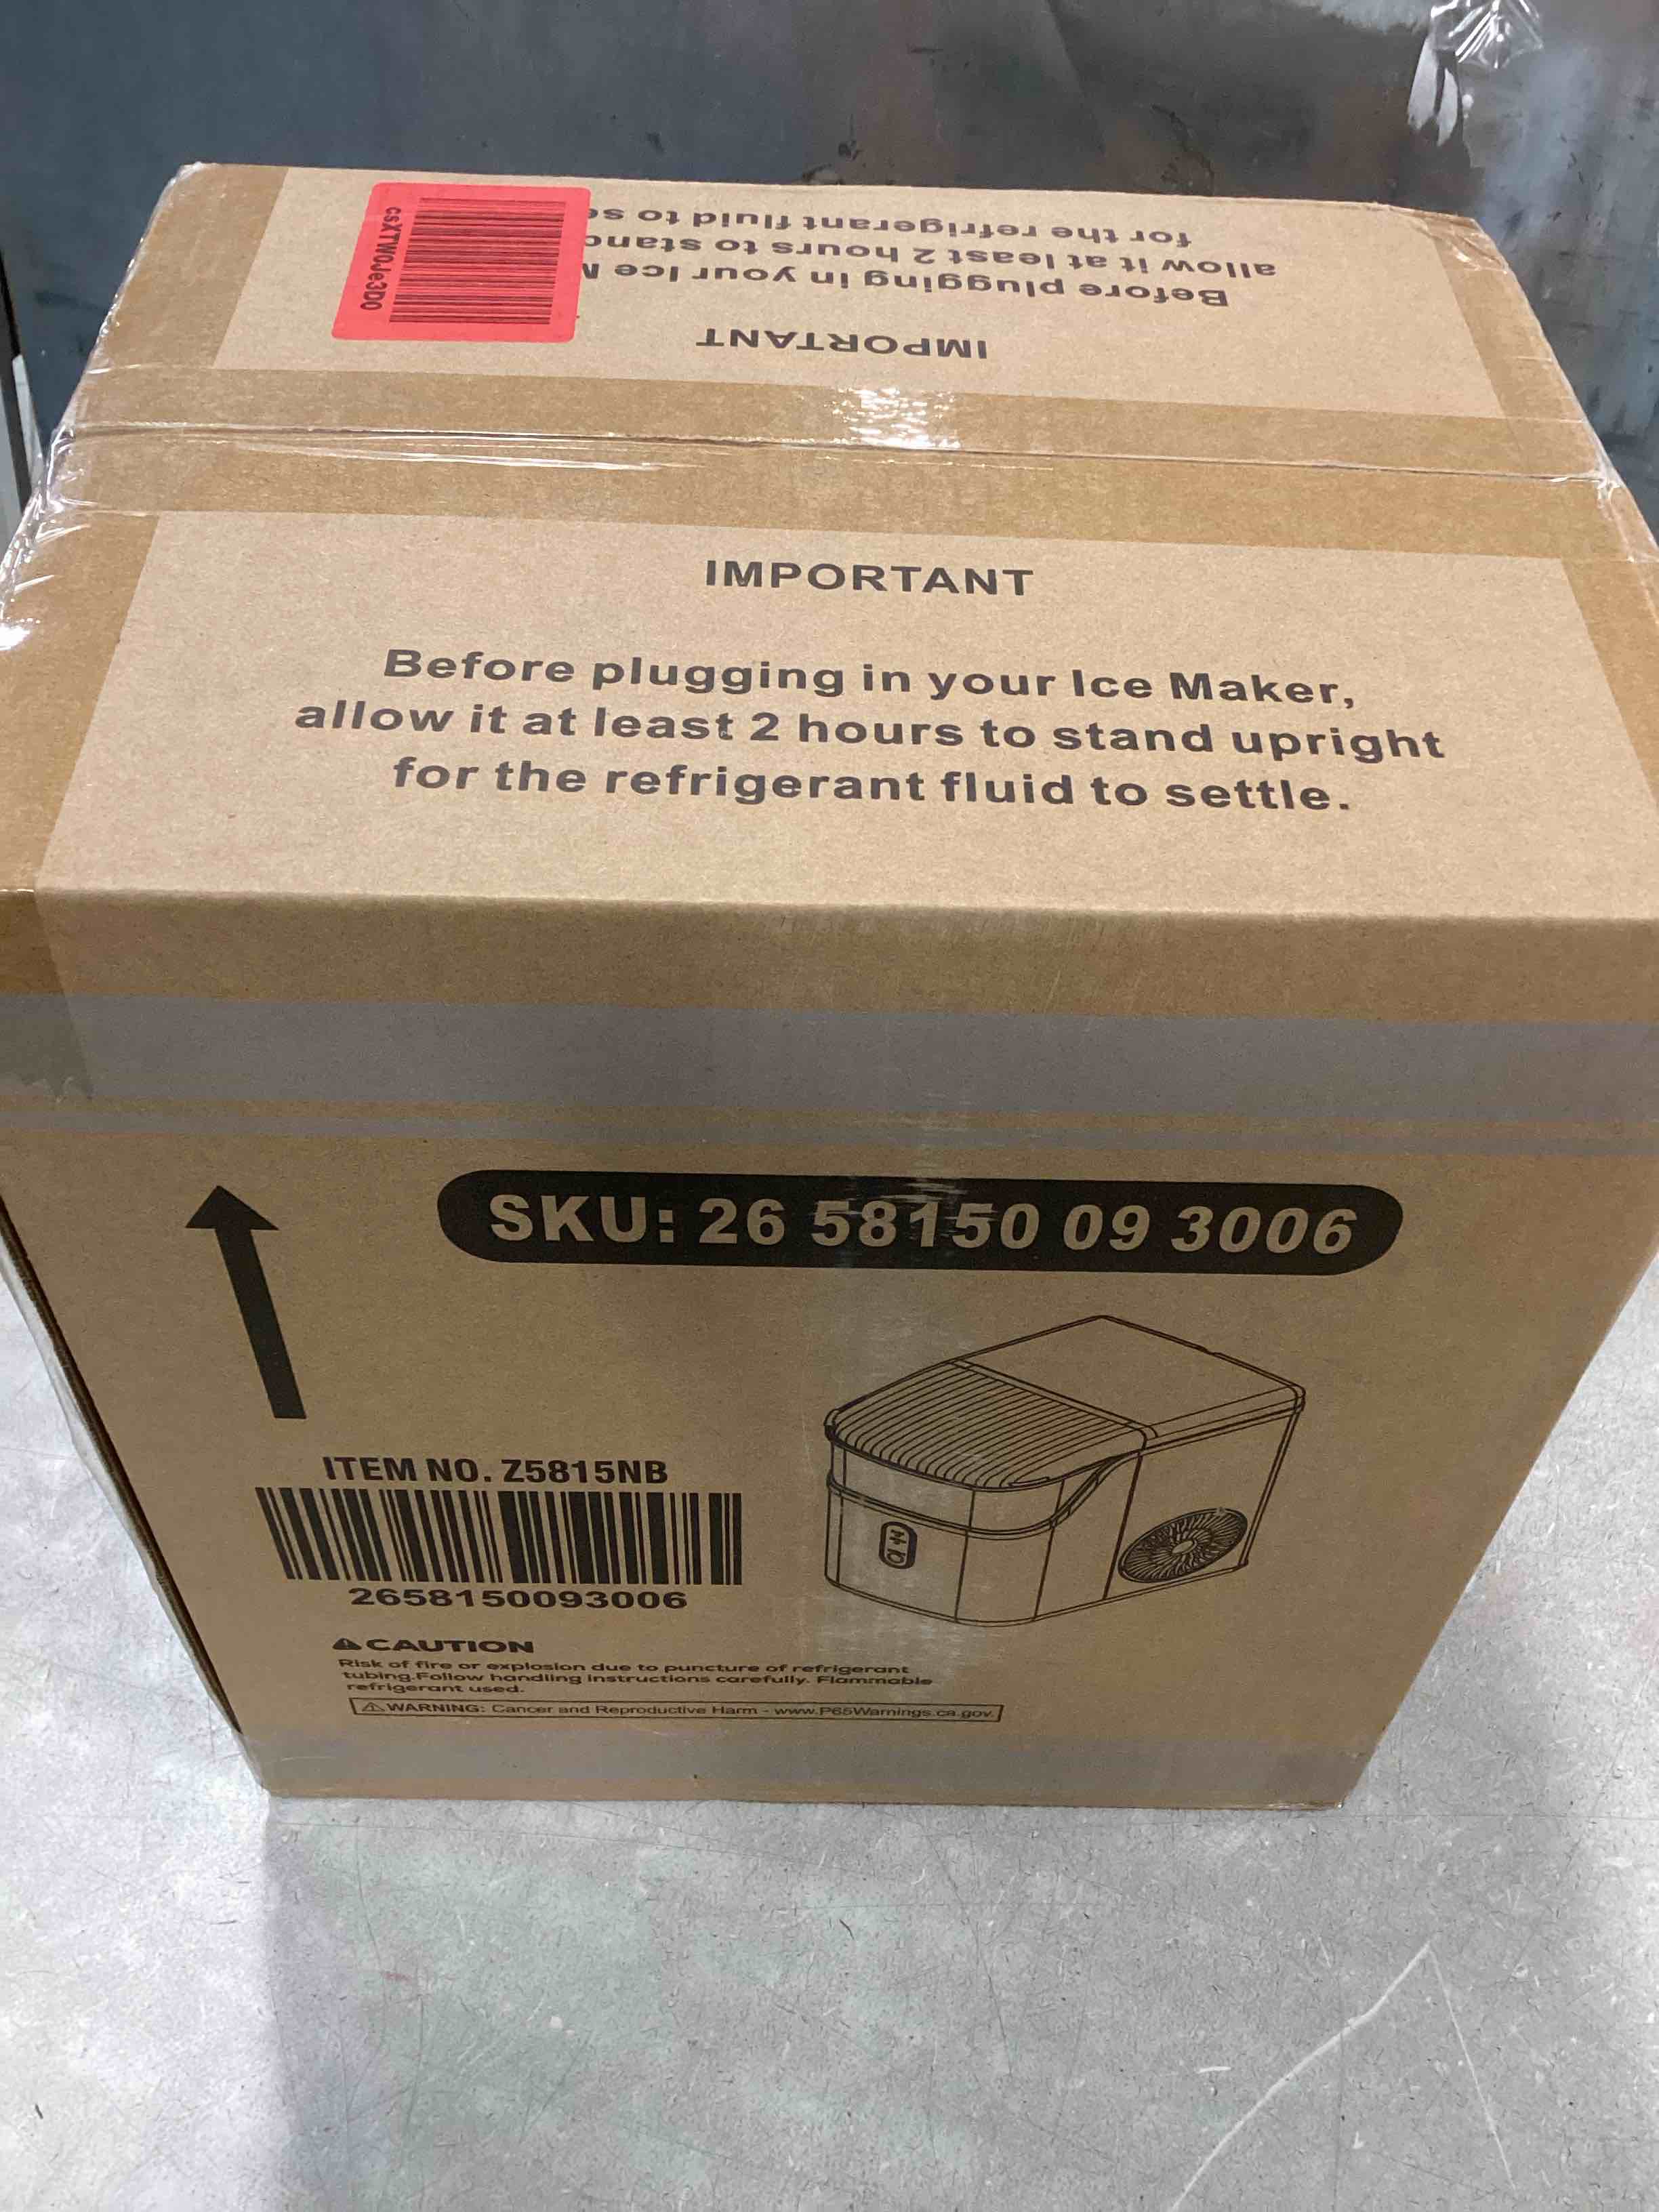 csXTWOJe3D0
for the refrigerant fluid to se
allow it at least 2 hours to stand
Before plugging in your Ice M
IMPORTANT
IMPORTANT
Before plugging in your Ice Maker,
allow it at least 2 hours to stand upright
for the refrigerant fluid to settle.
SKU: 26 58150 09 3006
ITEM NO. Z5815NB
2658150093006
⚠CAUTION
Risk of fire or explosion due to puncture of refrigerant
tubing.Follow handling instructions carefully. Flammable
refrigerant used.
⚠WARNING: Cancer and Reproductive Harm - www.P65Warnings.ca.gov.